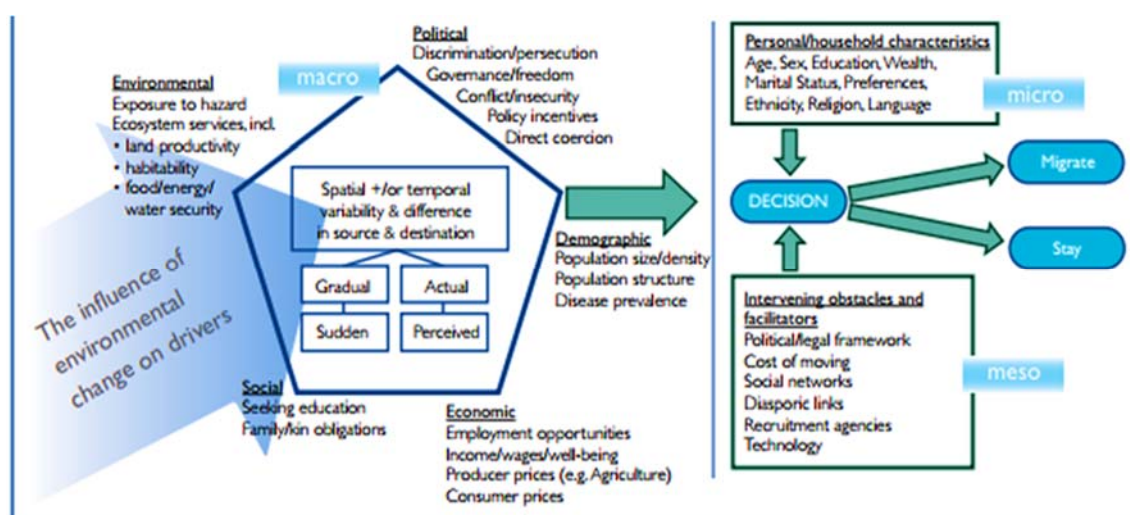 Political
Discrimination/persecution
Governance/freedom
Conflict/insecurity
Policy incentives
Direct coercion
macro
Environmental
Exposure to hazard
Ecosystem services, incl.
• land productivity
• habitability
• food/energy/
water security
Spatial +/or temporal
variability & difference
in source & destination
Gradual
Actual
Sudden
Perceived
The influence of
environmental
change on drivers
Demographic
Population size/density
Population structure
Disease prevalence
Social
Seeking education
Family/kin obligations
Economic
Employment opportunities
Income/wages/well-being
Producer prices (e.g. Agriculture)
Consumer prices
Personal/household characteristics
Age, Sex, Education, Wealth,
Marital Status, Preferences,
Ethnicity, Religion, Language
micro
DECISION
Migrate
Stay
Intervening obstacles and
facilitators
Political/legal framework
Cost of moving
Social networks
Diasporic links
Recruitment agencies
Technology
meso